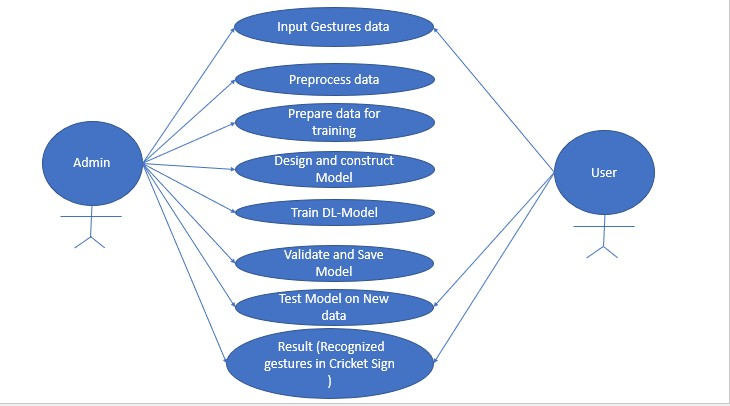 Input Gestures data
Preprocess data
Prepare data for
training
Admin
Design and construct
Model
User
Train DL-Model
Validate and Save
Model
Test Model on New
data
Result (Recognized
gestures in Cricket Sign
)